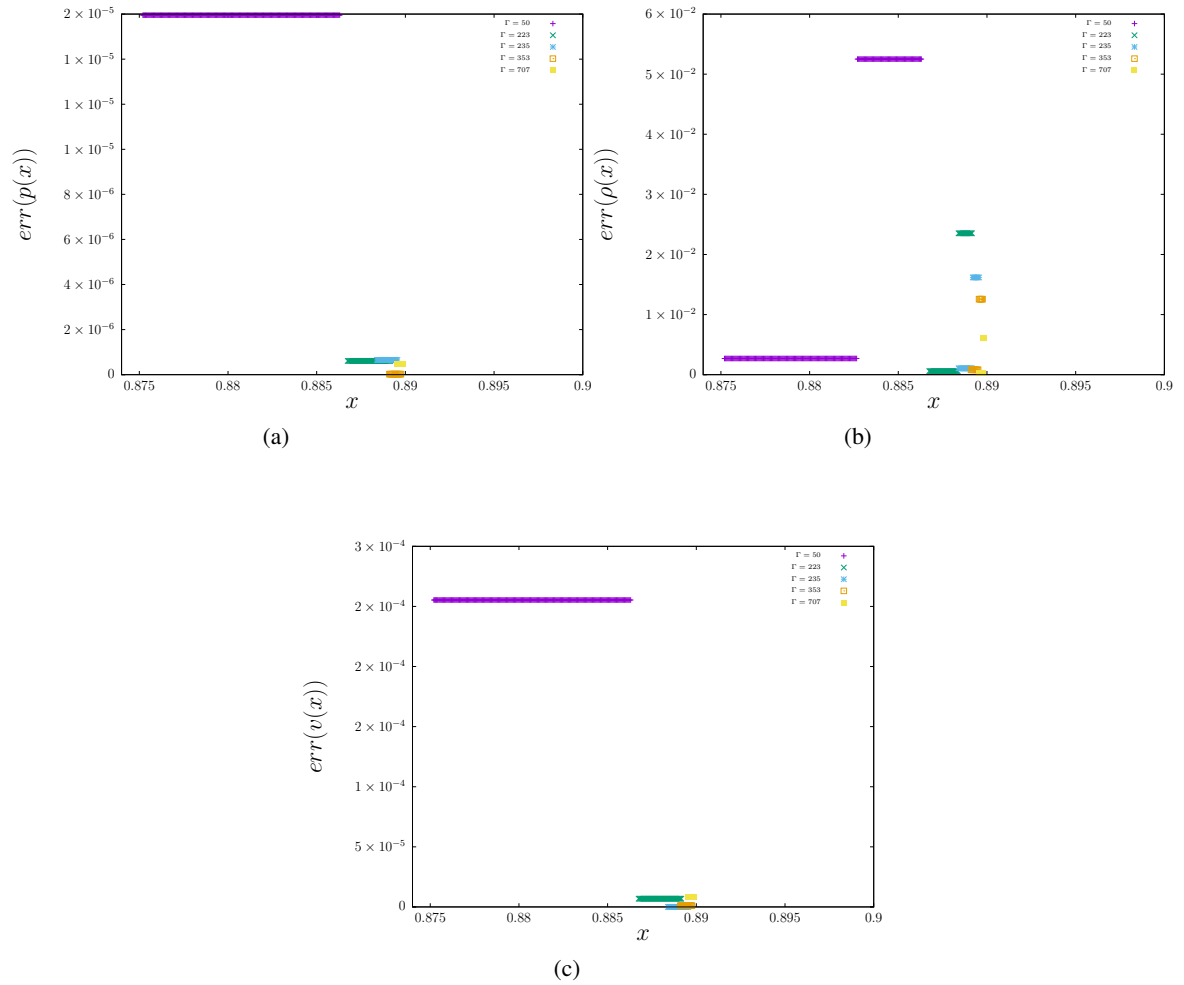 2 × 10⁻⁵
1 × 10⁻⁵
1 × 10⁻⁵
1 × 10⁻⁵
8 × 10⁻⁶
6 × 10⁻⁶
4 × 10⁻⁶
2 × 10⁻⁶
0
err(p(x))
Γ = 50
Γ = 223
Γ = 235
Γ = 353
Γ = 707
0.875 0.88 0.885 0.89 0.895 0.9
x
(a)
6 × 10⁻²
5 × 10⁻²
4 × 10⁻²
3 × 10⁻²
2 × 10⁻²
1 × 10⁻²
0
err(ρ(x))
Γ = 50
Γ = 223
Γ = 235
Γ = 353
Γ = 707
0.875 0.88 0.885 0.89 0.895 0.9
x
(b)
3 × 10⁻⁴
2 × 10⁻⁴
2 × 10⁻⁴
2 × 10⁻⁴
1 × 10⁻⁴
5 × 10⁻⁵
0
err(v(x))
Γ = 50
Γ = 223
Γ = 235
Γ = 353
Γ = 707
0.875 0.88 0.885 0.89 0.895 0.9
x
(c)